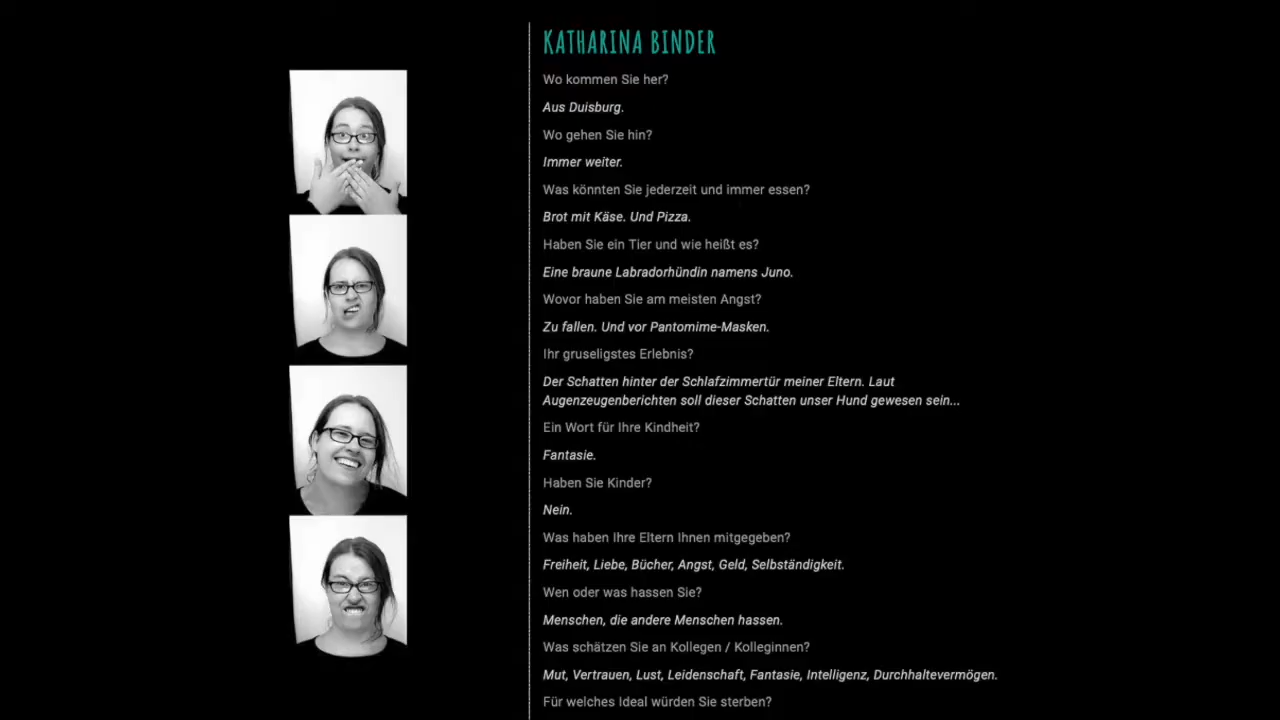 KATHARINA BINDER
Wo kommen Sie her?
Aus Duisburg.
Wo gehen Sie hin?
Immer weiter.
Was könnten Sie jederzeit und immer essen?
Brot mit Käse. Und Pizza.
Haben Sie ein Tier und wie heißt es?
Eine braune Labradorhündin namens Juno.
Wovor haben Sie am meisten Angst?
Zu fallen. Und vor Pantomime-Masken.
Ihr gruseligstes Erlebnis?
Der Schatten hinter der Schlafzimmertür meiner Eltern. Laut
Augenzeugenberichten soll dieser Schatten unser Hund gewesen sein...
Ein Wort für Ihre Kindheit?
Fantasie.
Haben Sie Kinder?
Nein.
Was haben Ihre Eltern Ihnen mitgegeben?
Freiheit, Liebe, Bücher, Angst, Geld, Selbständigkeit.
Wen oder was hassen Sie?
Menschen, die andere Menschen hassen.
Was schätzen Sie an Kollegen / Kolleginnen?
Mut, Vertrauen, Lust, Leidenschaft, Fantasie, Intelligenz, Durchhaltevermögen.
Für welches Ideal würden Sie sterben?